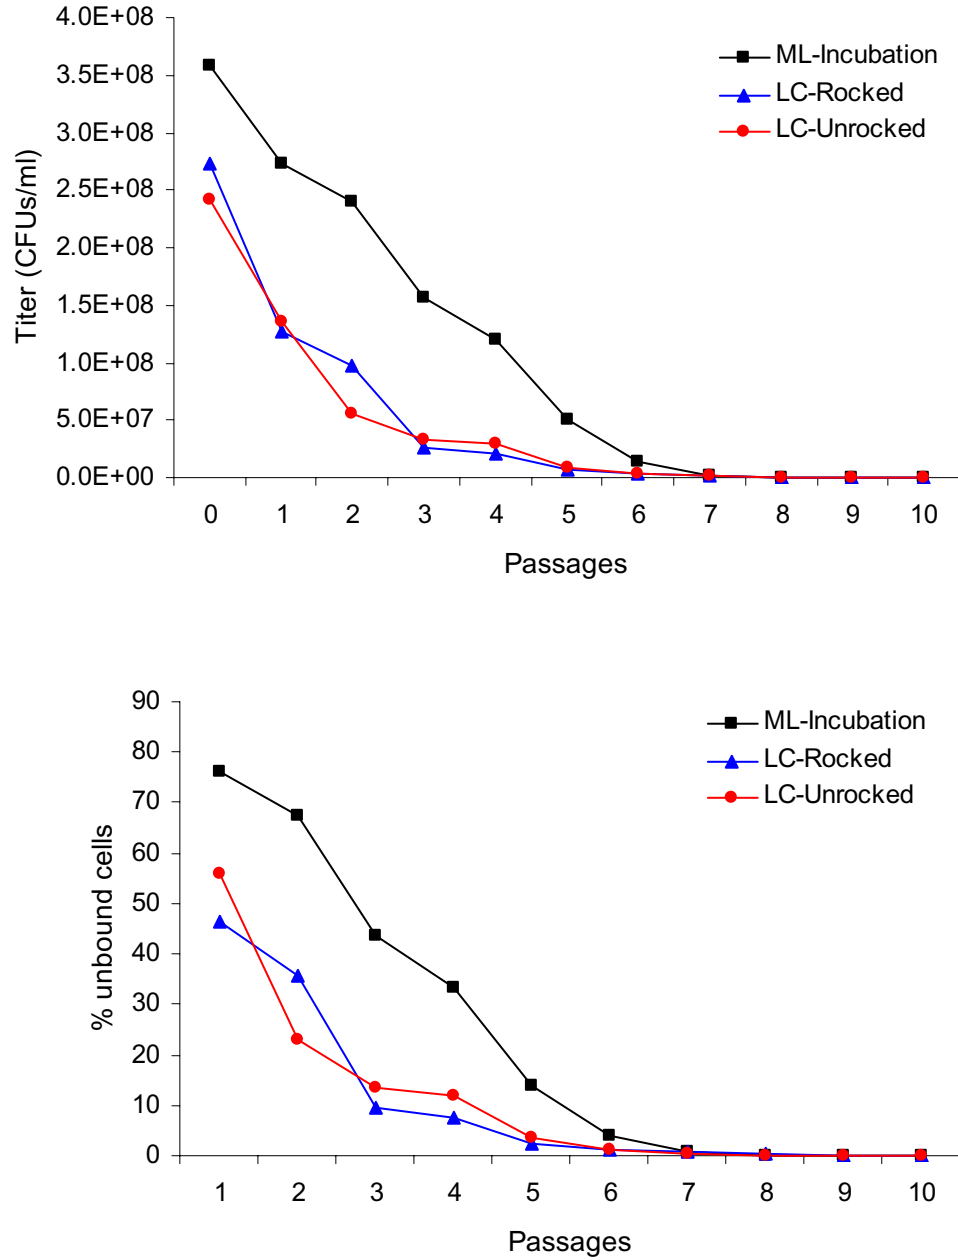 4.0E+08
3.5E+08
3.0E+08
2.5E+08
2.0E+08
1.5E+08
1.0E+08
5.0E+07
0.0E+00
Titer (CFUs/ml)
ML-Incubation
LC-Rocked
LC-Unrocked
0 1 2 3 4 5 6 7 8 9 10
Passages
90
80
70
60
50
40
30
20
10
0
% unbound cells
ML-Incubation
LC-Rocked
LC-Unrocked
1 2 3 4 5 6 7 8 9 10
Passages